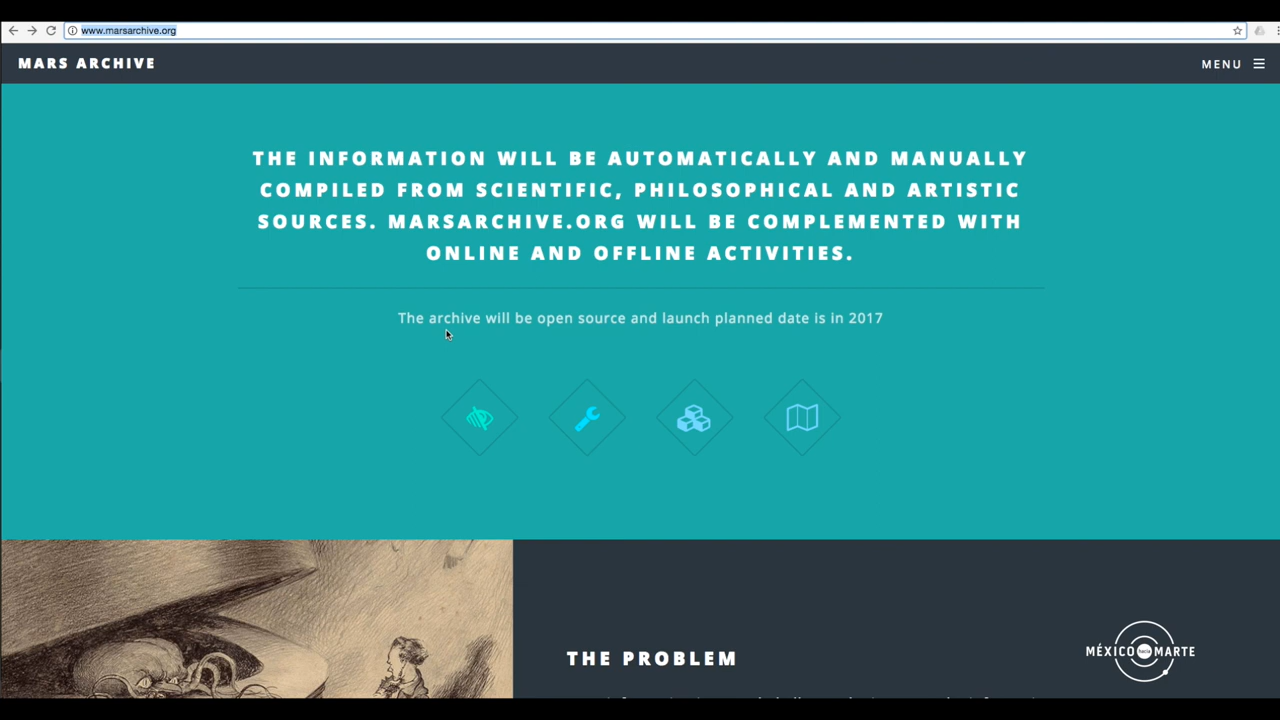 www.marsarchive.org
MARS ARCHIVE
MENU
THE INFORMATION WILL BE AUTOMATICALLY AND MANUALLY
COMPILED FROM SCIENTIFIC, PHILOSOPHICAL AND ARTISTIC
SOURCES. MARSARCHIVE.ORG WILL BE COMPLEMENTED WITH
ONLINE AND OFFLINE ACTIVITIES.
The archive will be open source and launch planned date is in 2017
THE PROBLEM
MÉXICO MARTE